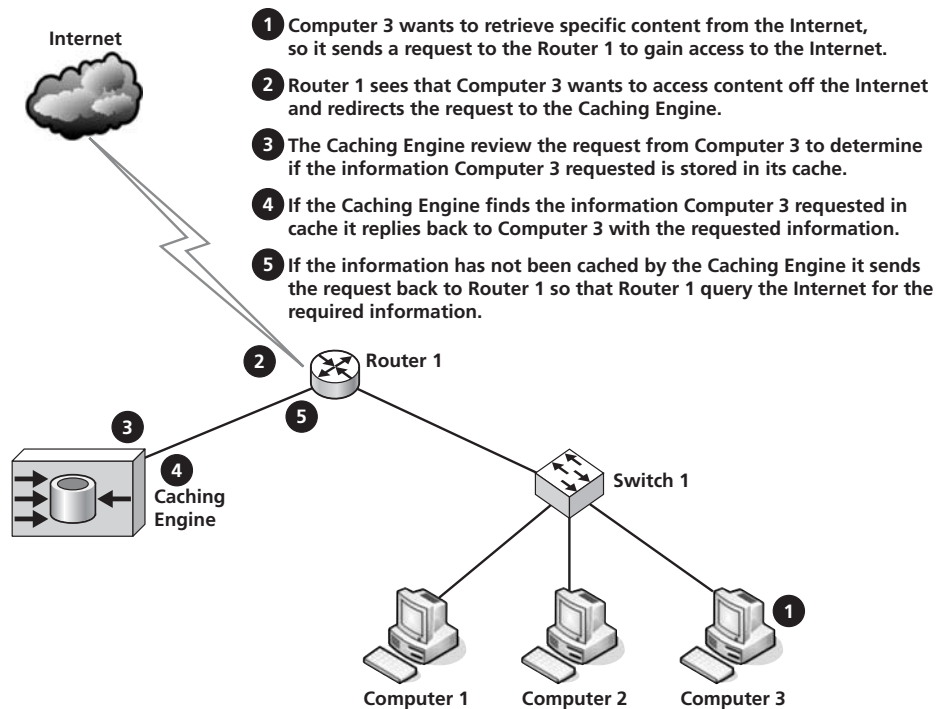 Internet
1 Computer 3 wants to retrieve specific content from the Internet,
so it sends a request to the Router 1 to gain access to the Internet.
2 Router 1 sees that Computer 3 wants to access content off the Internet
and redirects the request to the Caching Engine.
3 The Caching Engine review the request from Computer 3 to determine
if the information Computer 3 requested is stored in its cache.
4 If the Caching Engine finds the information Computer 3 requested in
cache it replies back to Computer 3 with the requested information.
5 If the information has not been cached by the Caching Engine it sends
the request back to Router 1 so that Router 1 query the Internet for the
required information.
2
Router 1
5
3
4
Caching
Engine
Switch 1
1
Computer 1
Computer 2
Computer 3